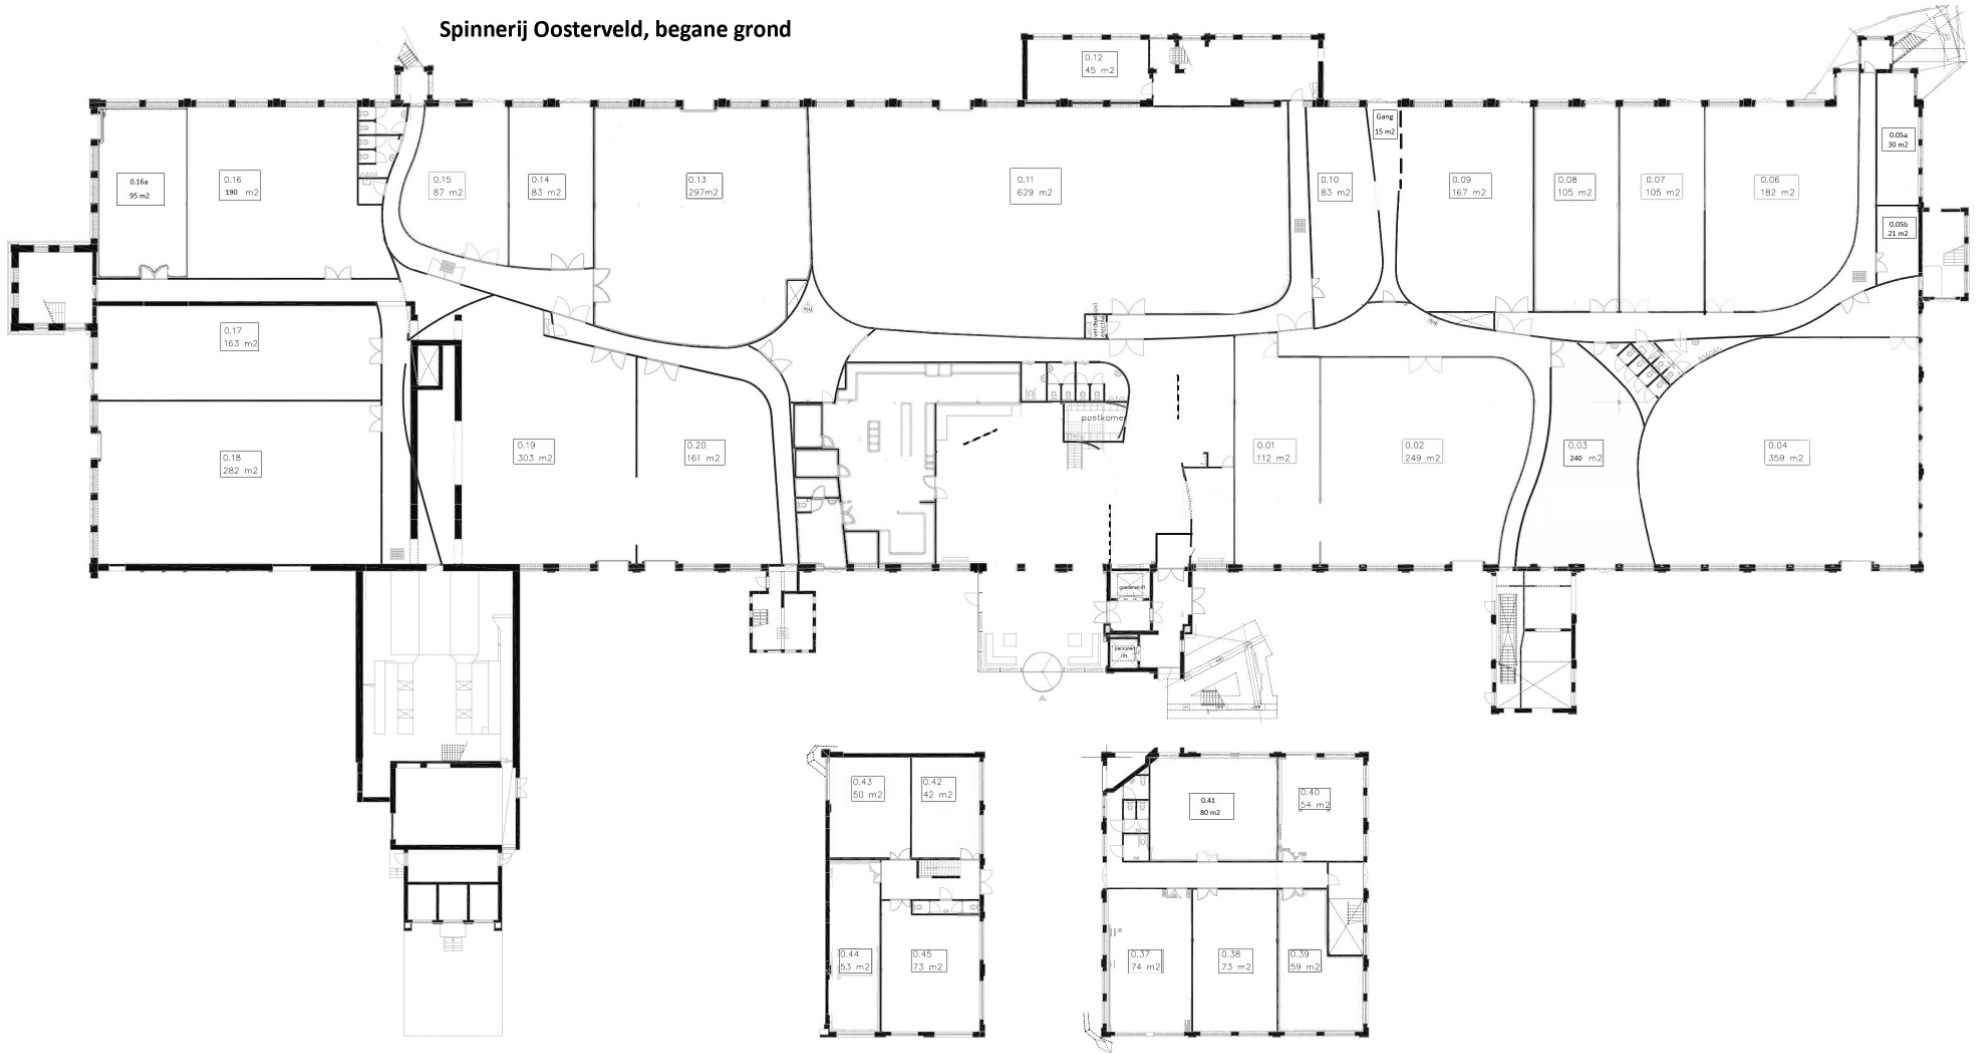 Spinnerij Oosterveld, begane grond
0.12
45 m2
0.16a
95 m2
0.16
190 m2
0.15
87 m2
0.14
83 m2
0.13
297m2
0.11
629 m2
0.10
83 m2
Gang
15 m2
0.09
167 m2
0.08
105 m2
0.07
105 m2
0.06
182 m2
0.05a
30 m2
0.05b
21 m2
0.17
163 m2
0.18
282 m2
0.19
303 m2
0.20
161 m2
postkamer
0.01
112 m2
0.02
249 m2
0.03
240 m2
0.04
359 m2
goederenlift
personen
lift
0.43
50 m2
0.42
42 m2
0.44
53 m2
0.45
73 m2
0.41
80 m2
0.40
54 m2
0.37
74 m2
0.38
73 m2
0.39
59 m2